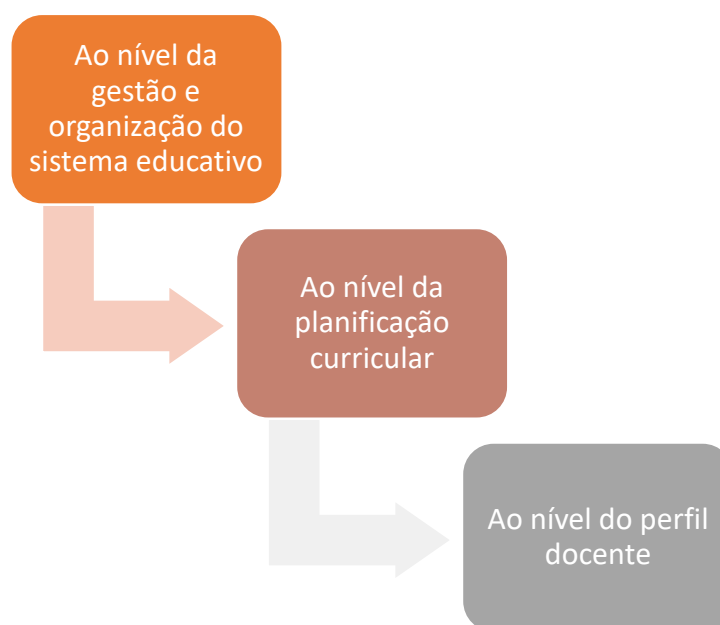 Ao nível da
gestão e
organização do
sistema educativo
Ao nível da
planificação
curricular
Ao nível do perfil
docente